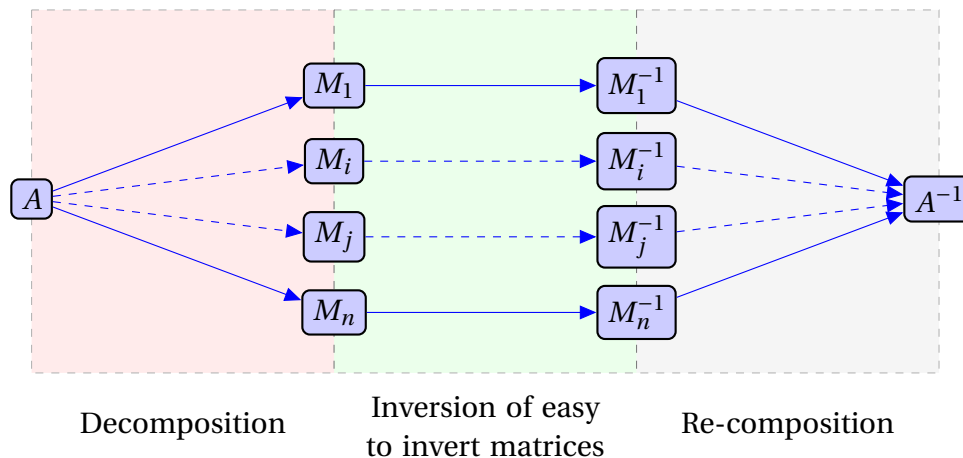 A
M₁
Mᵢ
Mⱼ
Mₙ
M₁⁻¹
Mᵢ⁻¹
Mⱼ⁻¹
Mₙ⁻¹
A⁻¹
Decomposition
Inversion of easy
to invert matrices
Re-composition